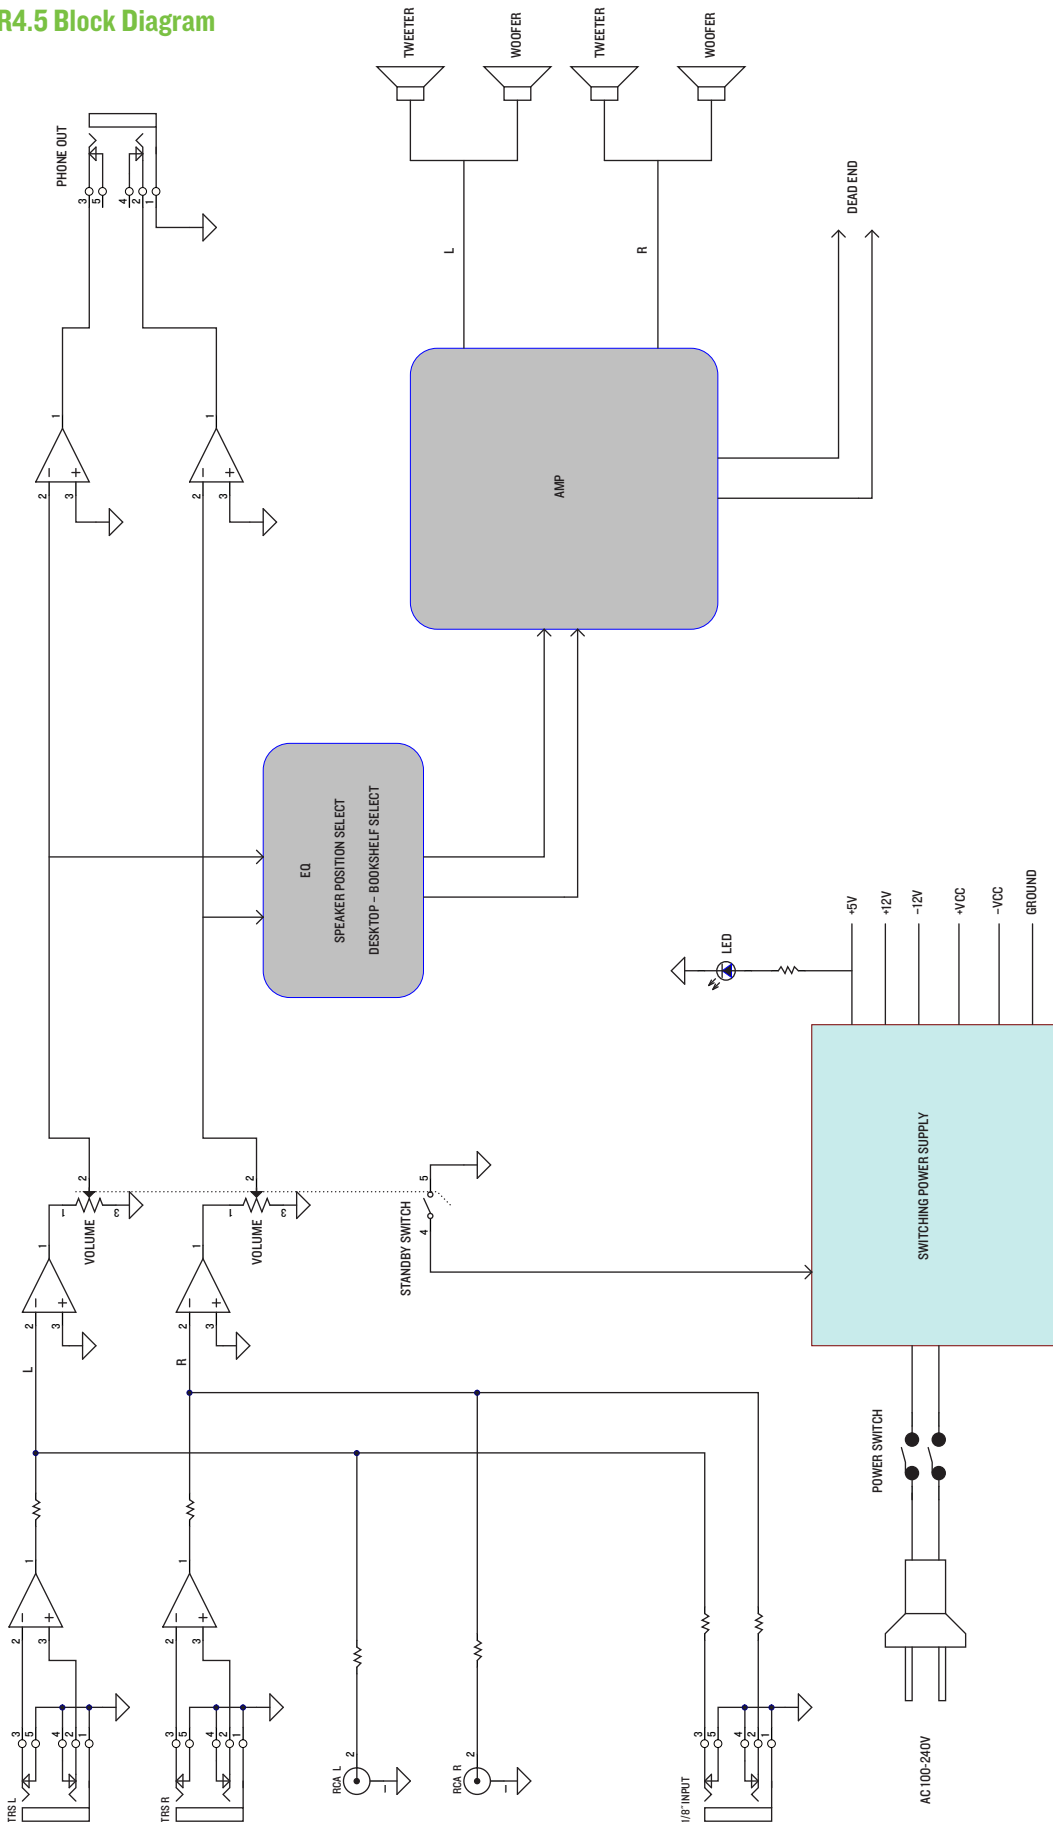 R4.5 Block Diagram
TWEETER
WOOFER
TWEETER
WOOFER
PHONE OUT
3
5
4
2
1
L
R
DEAD END
1
2
3
- +
1
2
3
- +
AMP
EQ
SPEAKER POSITION SELECT
DESKTOP – BOOKSHELF SELECT
LED
+5V
+12V
-12V
+VCC
-VCC
GROUND
SWITCHING POWER SUPPLY
VOLUME
1
2
3
VOLUME
1
2
3
STANDBY SWITCH
4
5
1
2
3
- +
L
1
2
3
- +
R
POWER SWITCH
1
2
3
- +
1
2
3
- +
TRS L
3
5
4
2
1
TRS R
3
5
4
2
1
RCA L
2
1
RCA R
2
1
1/8" INPUT
3
5
4
2
1
AC 100-240V